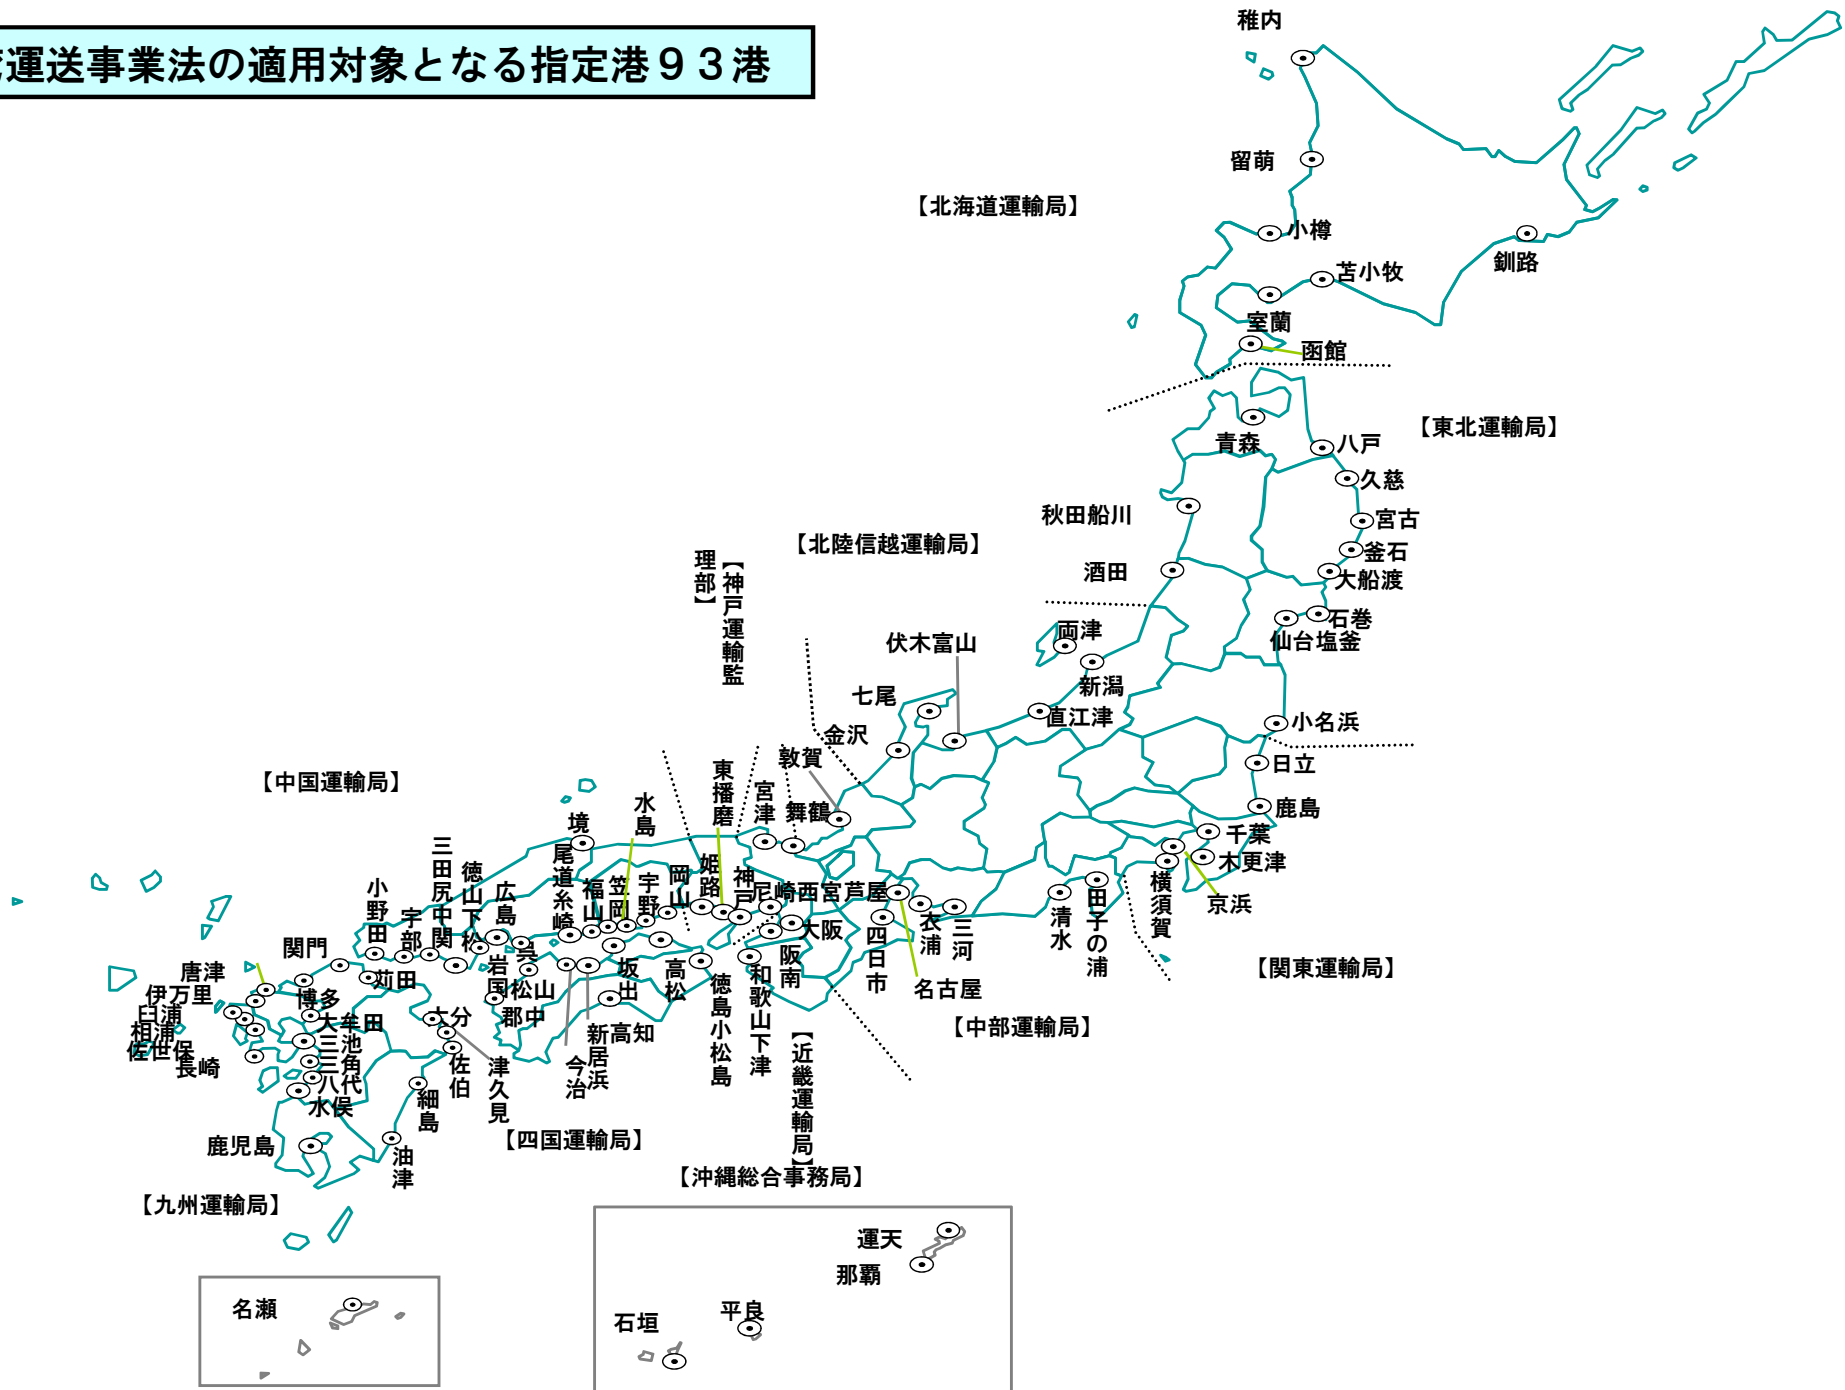 運送事業法の適用対象となる指定港９３港
稚内
留萌
【北海道運輸局】
小樽
釧路
苫小牧
室蘭
函館
【東北運輸局】
青森
八戸
久慈
秋田船川
宮古
【北陸信越運輸局】
釜石
【神戸運輸監
理部】
酒田
大船渡
石巻
両津
仙台塩釜
伏木富山
新潟
七尾
直江津
小名浜
金沢
敦賀
日立
【中国運輸局】
東播磨
宮津
舞鶴
水島
鹿島
境
千葉
三田尻中関
徳山下松
尾道糸崎
木更津
小野田
宇部
広島
福山
笠岡
宇野
岡山
姫路
神戸
尼崎西宮芦屋
横須賀
京浜
関門
呉
大阪
衣浦
三河
清水
田子の浦
四日市
阪南
唐津
苅田
岩国
松山
坂出
高松
徳島小松島
和歌山下津
名古屋
【関東運輸局】
伊万里
博多
臼浦
大牟田
大分
郡中
新居浜
高知
【中部運輸局】
相浦
三池
佐世保
三角
長崎
八代
佐伯
津久見
今治
【近畿運輸局】
水俣
細島
【四国運輸局】
鹿児島
油津
【沖縄総合事務局】
【九州運輸局】
運天
那覇
名瀬
石垣
平良